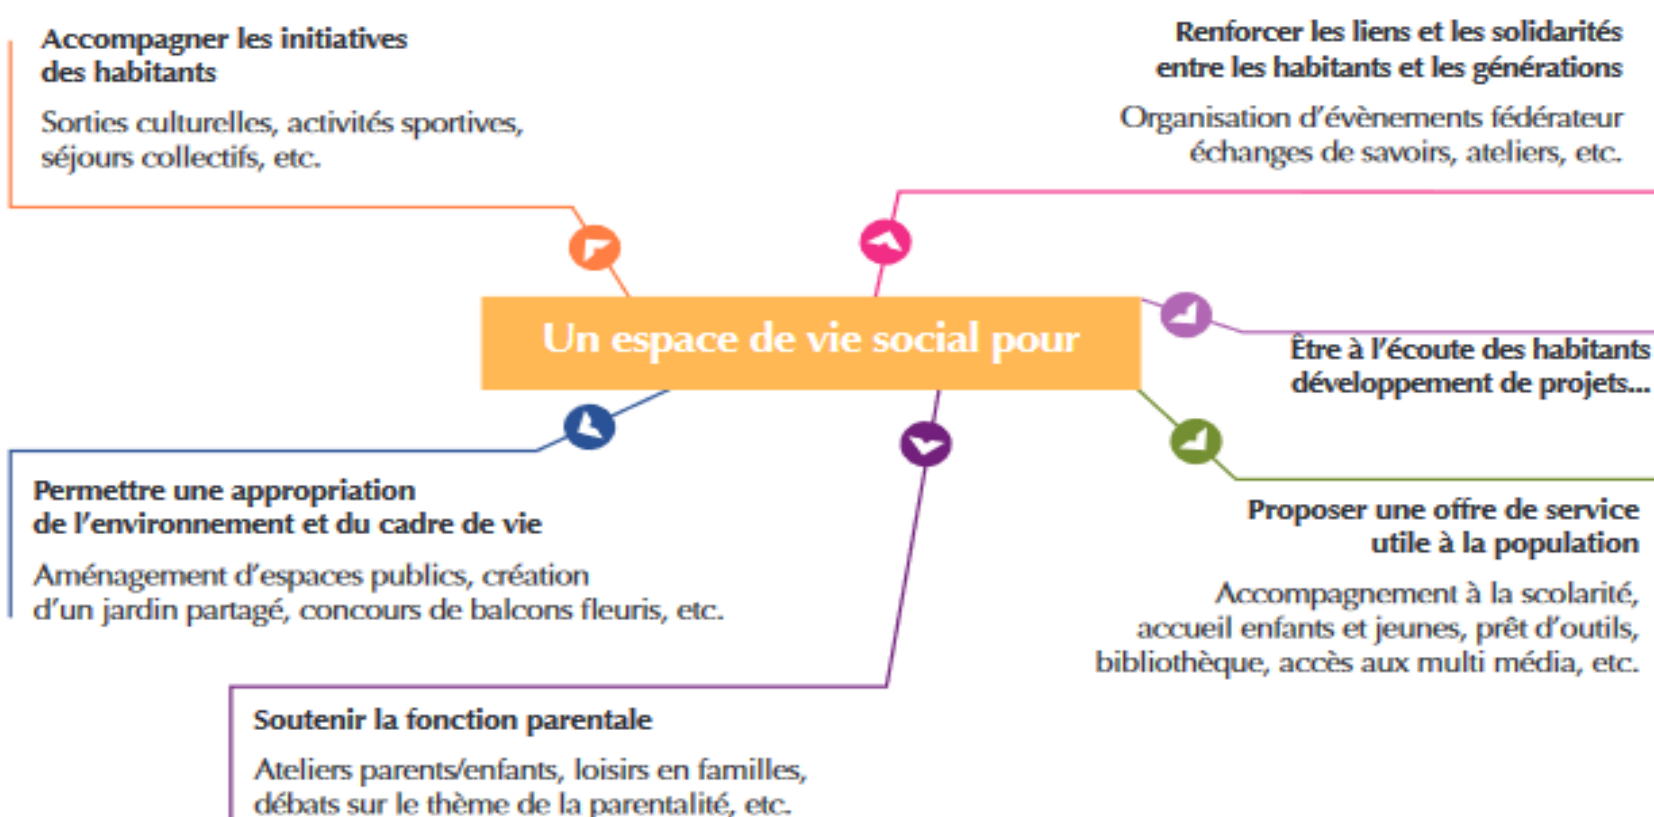 Accompagner les initiatives
des habitants
Sorties culturelles, activités sportives,
séjours collectifs, etc.
Renforcer les liens et les solidarités
entre les habitants et les générations
Organisation d'évènements fédérateur
échanges de savoirs, ateliers, etc.
Un espace de vie social pour
Être à l'écoute des habitants
développement de projets...
Permettre une appropriation
de l'environnement et du cadre de vie
Aménagement d'espaces publics, création
d'un jardin partagé, concours de balcons fleuris, etc.
Proposer une offre de service
utile à la population
Accompagnement à la scolarité,
accueil enfants et jeunes, prêt d'outils,
bibliothèque, accès aux multi média, etc.
Soutenir la fonction parentale
Ateliers parents/enfants, loisirs en familles,
débats sur le thème de la parentalité, etc.